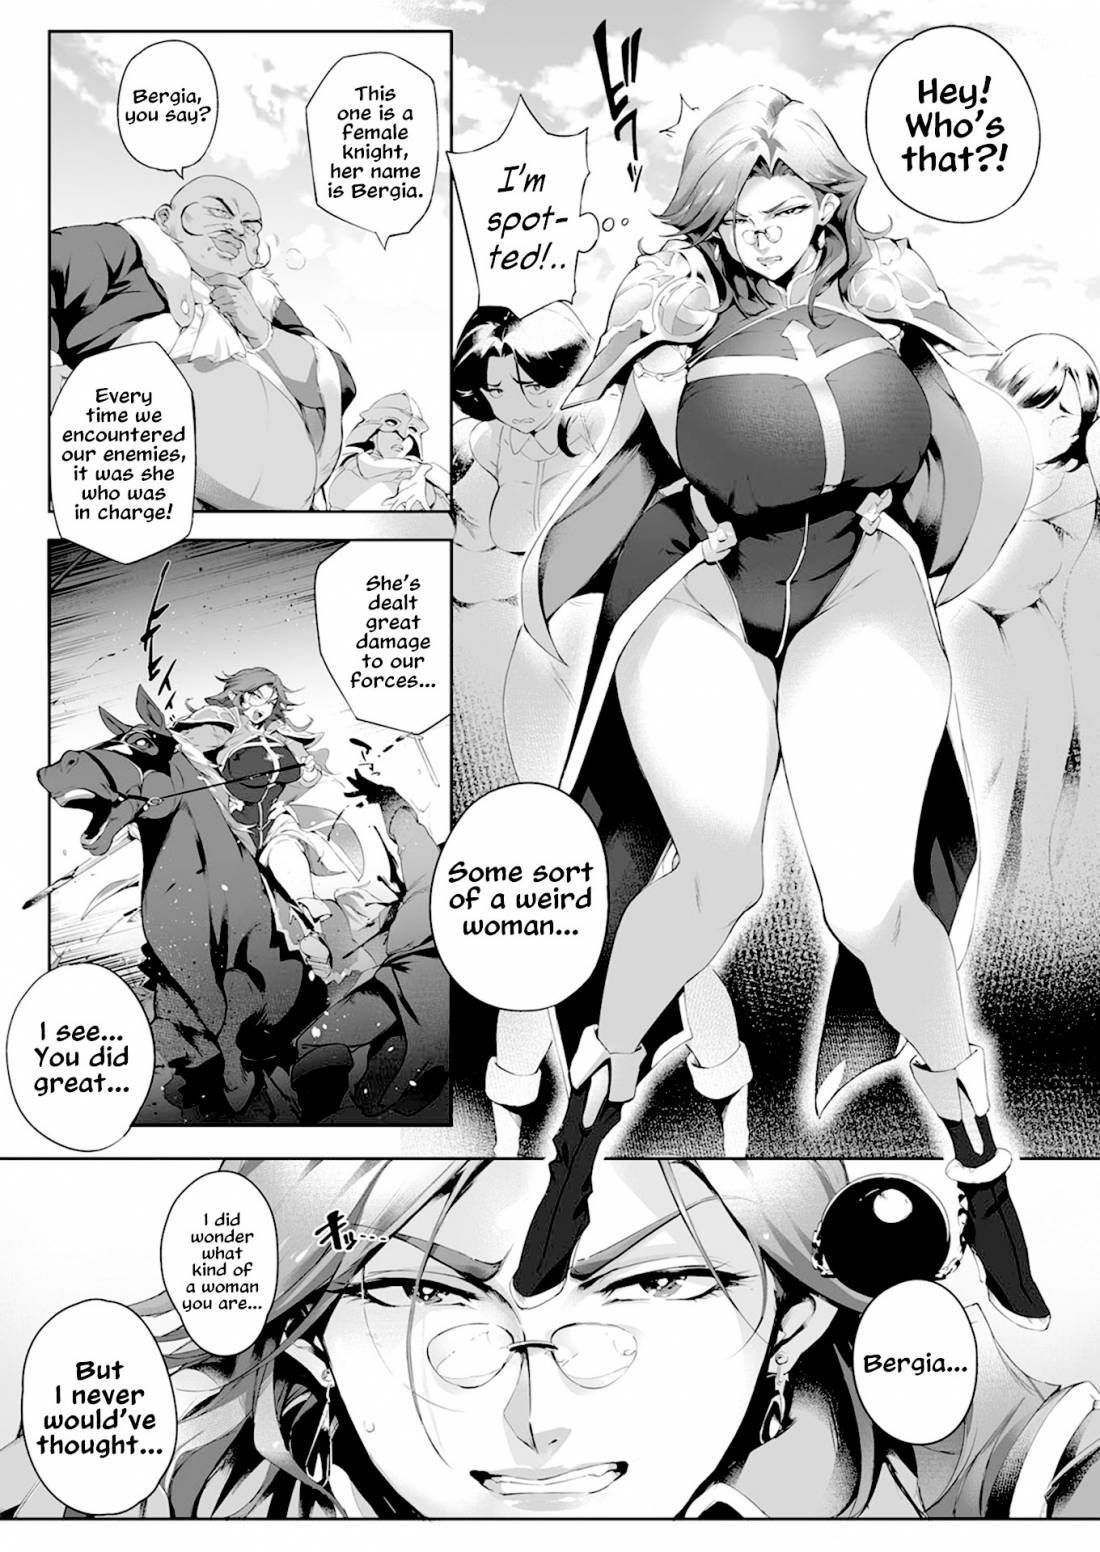 Hey!
Who's
that?!
I'm
spot-
ted!..
This
one is a
female
knight,
her name
is Bergia.
Bergia,
you say?
Every
time we
encountered
our enemies,
it was she
who was
in charge!
She's
dealt
great
damage
to our
forces...
I see...
You did
great...
Some sort
of a weird
woman...
Bergia...
I did
wonder
what
kind of
a woman
you are...
But
I never
would've
thought...